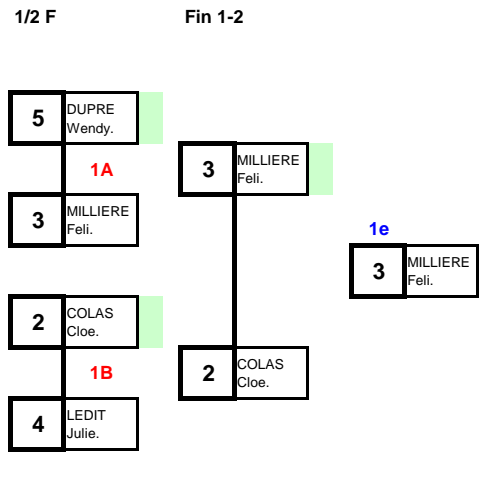 1/2 F
Fin 1-2
5
DUPRE
Wendy.
1A
3
MILLIERE
Feli.
2
COLAS
Cloe.
1B
4
LEDIT
Julie.
3
MILLIERE
Feli.
2
COLAS
Cloe.
1e
3
MILLIERE
Feli.